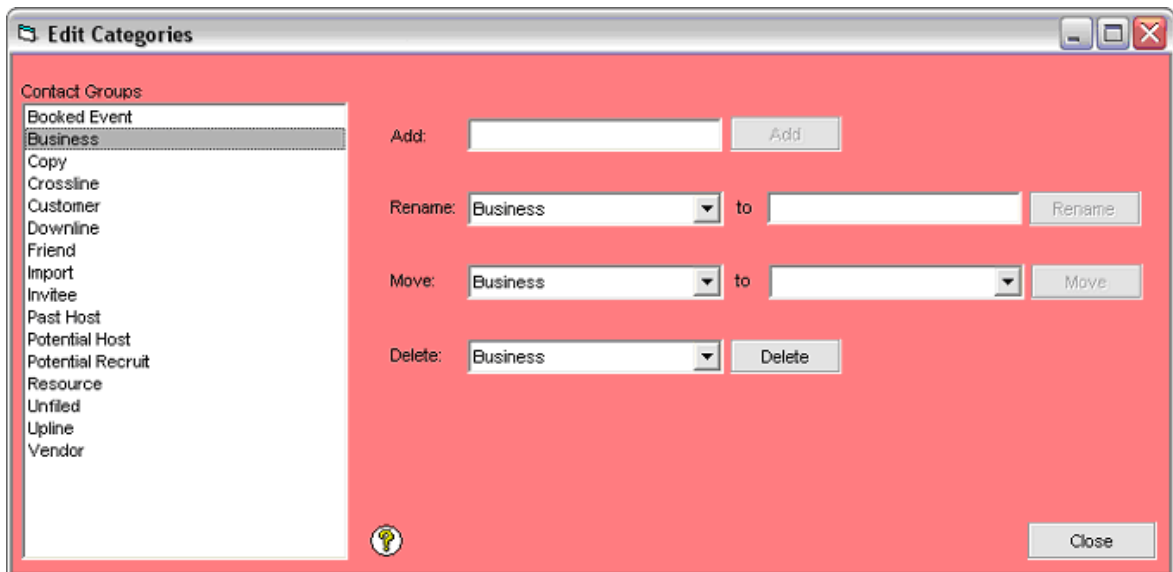 Edit Categories
Contact Groups
Booked Event
Business
Copy
Crossline
Customer
Downline
Friend
Import
Invitee
Past Host
Potential Host
Potential Recruit
Resource
Unfiled
Upline
Vendor
Add: Add
Rename: Business to Rename
Move: Business to Move
Delete: Business Delete
? Close